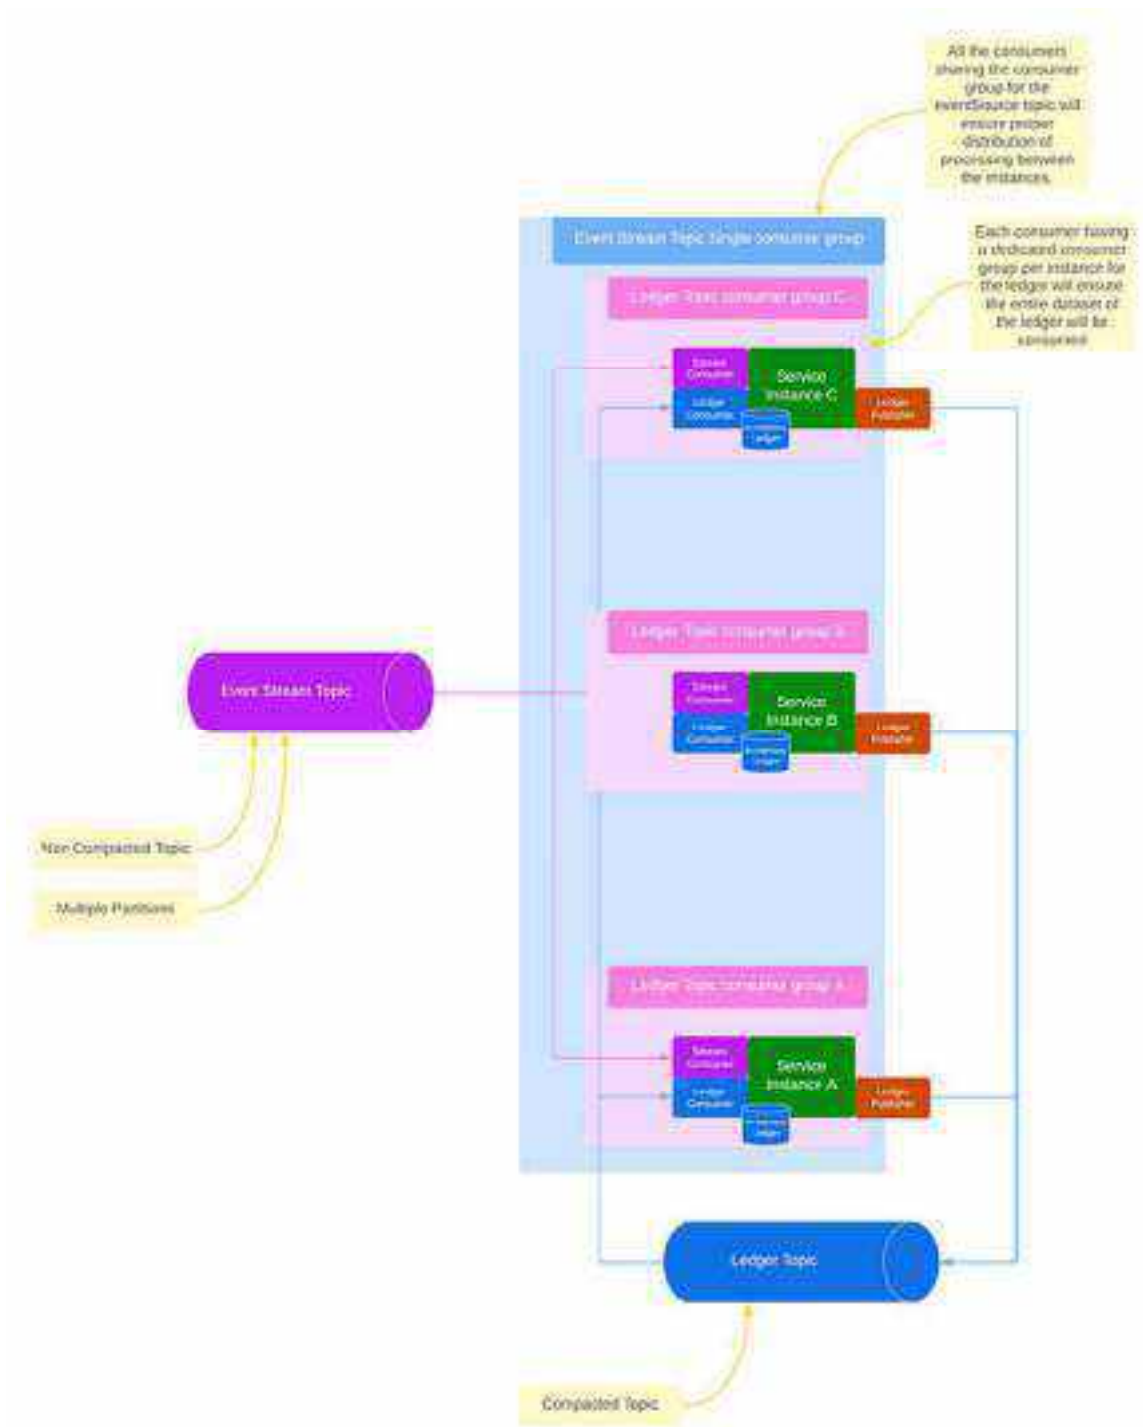 All the consumers
sharing the consumer
group for the
eventSource topic will
ensure proper
distribution of
processing between
the instances.
Event Stream Topic Single consumer group
Each consumer having
a dedicated consumer
group per instance for
the ledger will ensure
the entire dataset of
the ledger will be
consumed
Ledger Topic consumer group C
Stream
Consumer
Service
Instance C
Ledger
Consumer
Ledger
Publisher
Ledger
Ledger Topic consumer group B
Stream
Consumer
Service
Instance B
Ledger
Consumer
Ledger
Publisher
Ledger
Event Stream Topic
Non Compacted Topic
Multiple Partitions
Ledger Topic consumer group A
Stream
Consumer
Service
Instance A
Ledger
Consumer
Ledger
Publisher
Ledger
Ledger Topic
Compacted Topic